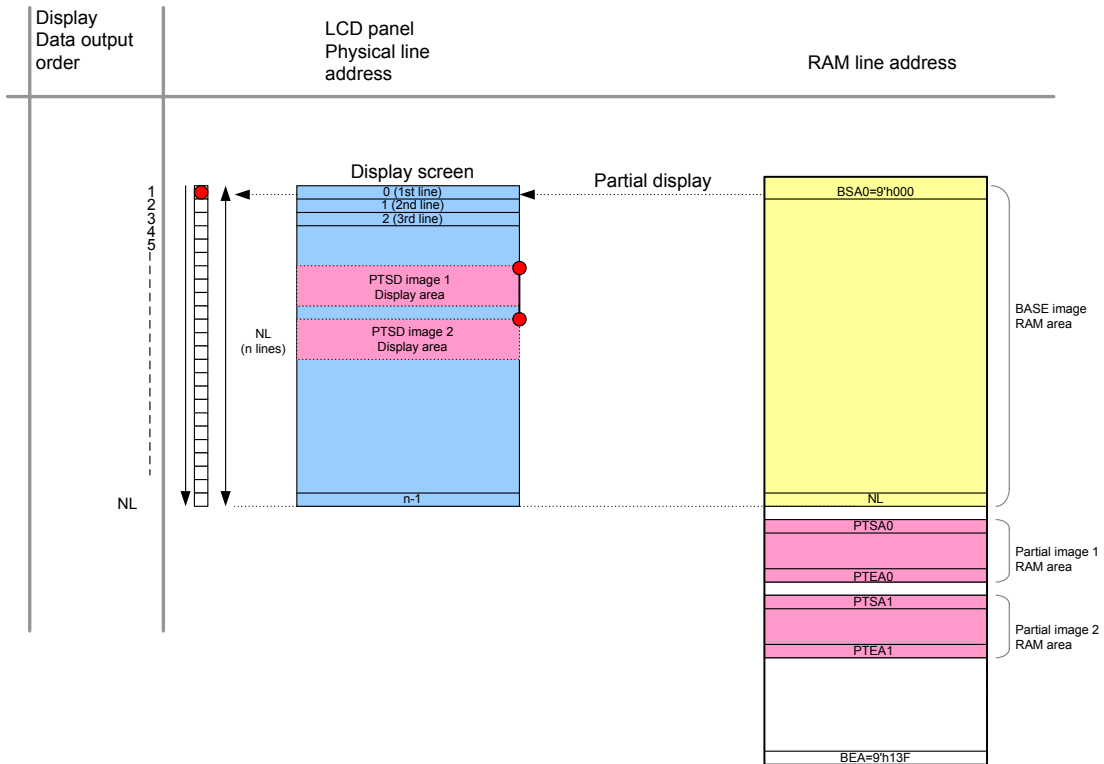 Display
Data output
order
LCD panel
Physical line
address
RAM line address
Display screen
Partial display
1
2
3
4
5
NL
NL
(n lines)
0 (1st line)
1 (2nd line)
2 (3rd line)
PTSD image 1
Display area
PTSD image 2
Display area
n-1
BSA0=9'h000
BASE image
RAM area
NL
PTSA0
PTEA0
Partial image 1
RAM area
PTSA1
PTEA1
Partial image 2
RAM area
BEA=9'h13F